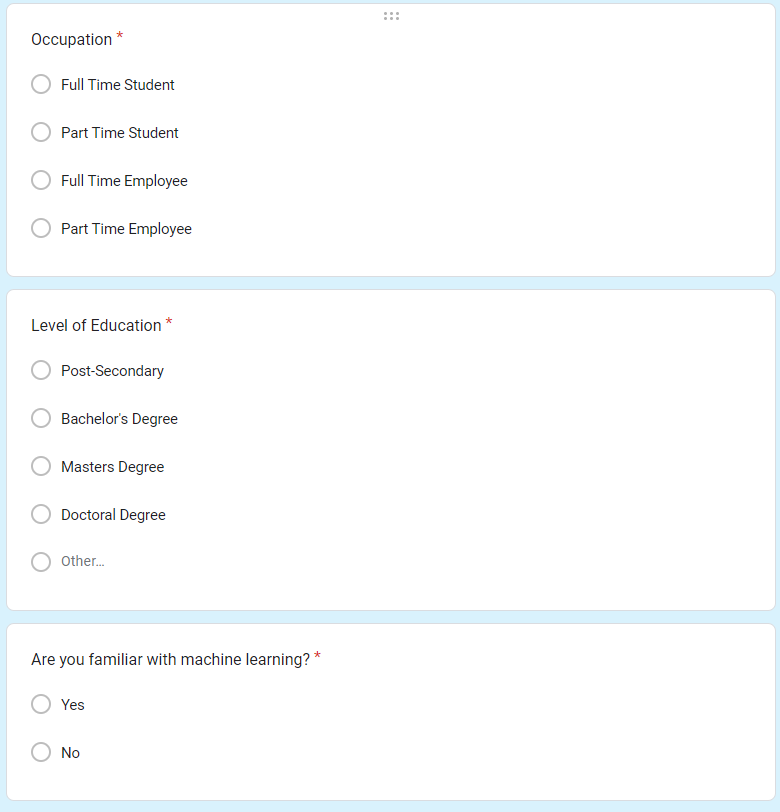 Occupation *
Full Time Student
Part Time Student
Full Time Employee
Part Time Employee
Level of Education *
Post-Secondary
Bachelor's Degree
Masters Degree
Doctoral Degree
Other...
Are you familiar with machine learning? *
Yes
No